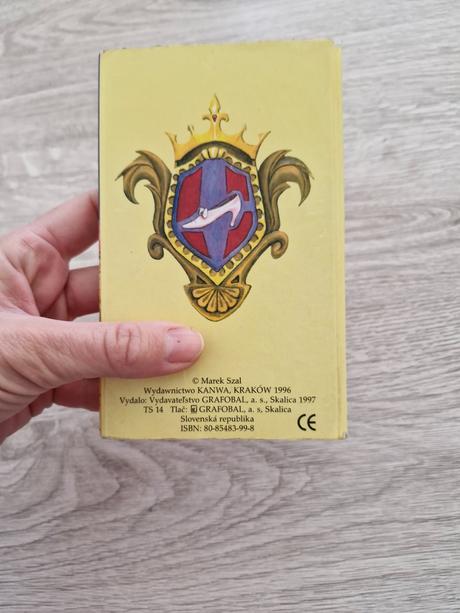 © Marek Szal
Wydawnictwo KANWA, KRAKÓW 1996
Vydalo: Vydavateľstvo GRAFOBAL, a. s., Skalica 1997
TS 14 Tlač: GRAFOBAL, a. s, Skalica
Slovenská republika
ISBN: 80-85483-99-8
CE